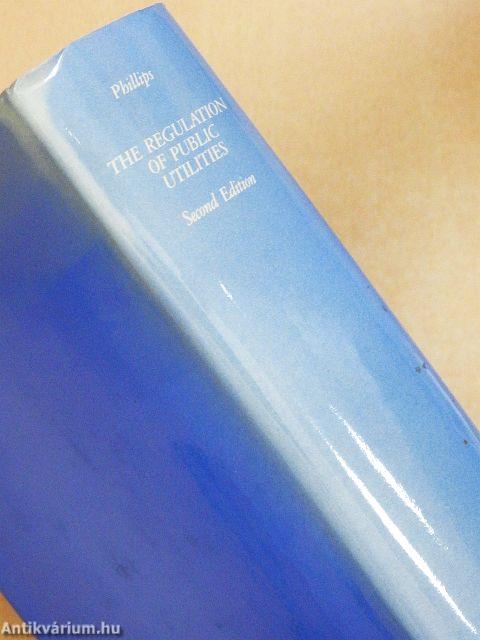 Phillips
THE REGULATION
OF PUBLIC
UTILITIES
Second Edition
Antikvárium.hu